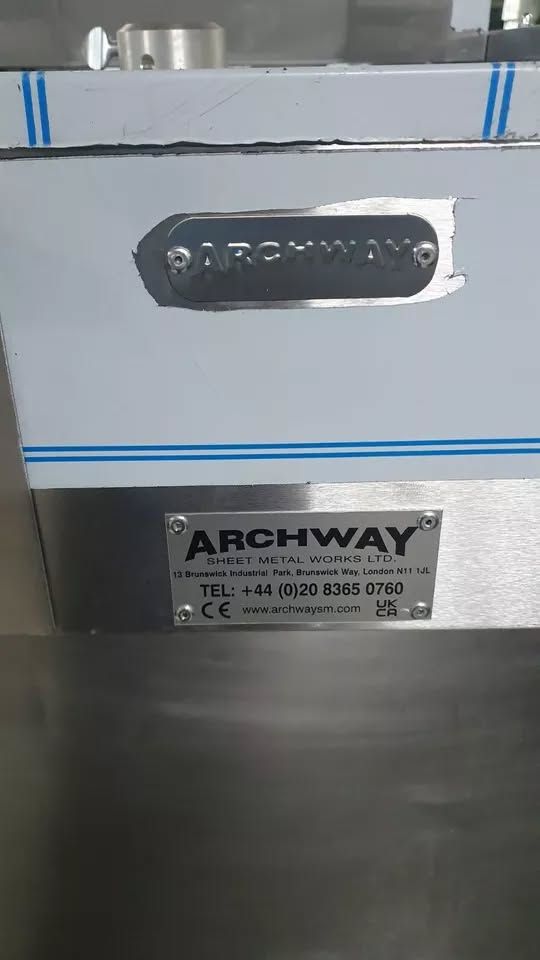 ARCHWAY
ARCHWAY
SHEET METAL WORKS LTD.
13 Brunswick Industrial Park, Brunswick Way, London N11 1JL
TEL: +44 (0)20 8365 0760
CE www.archwaysm.com UK
CA